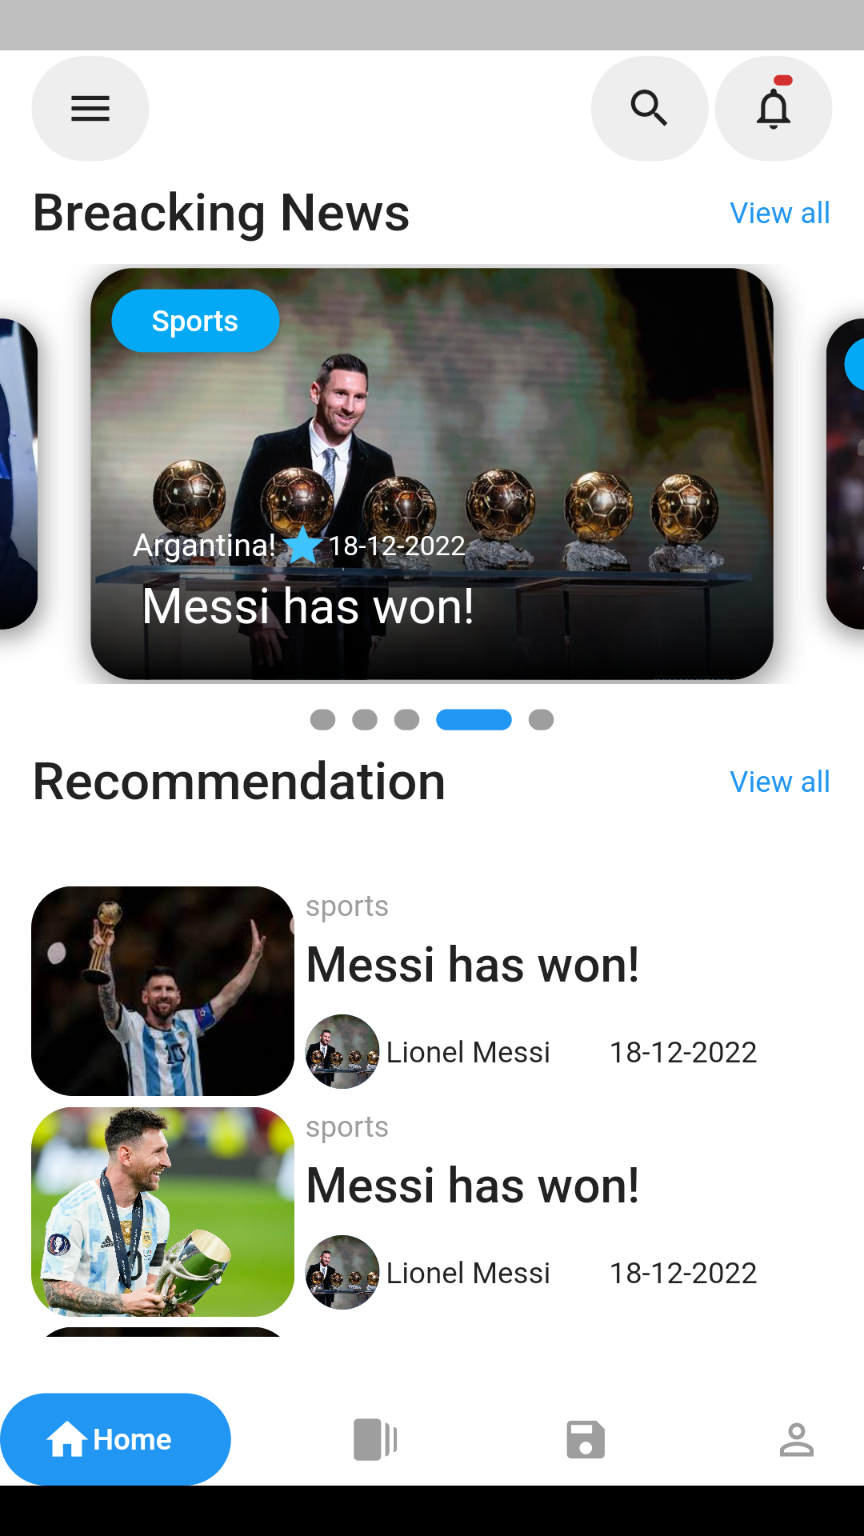 Breacking News
View all
Sports
Argantina!
18-12-2022
Messi has won!
Recommendation
View all
sports
Messi has won!
Lionel Messi
18-12-2022
sports
Messi has won!
Lionel Messi
18-12-2022
Home